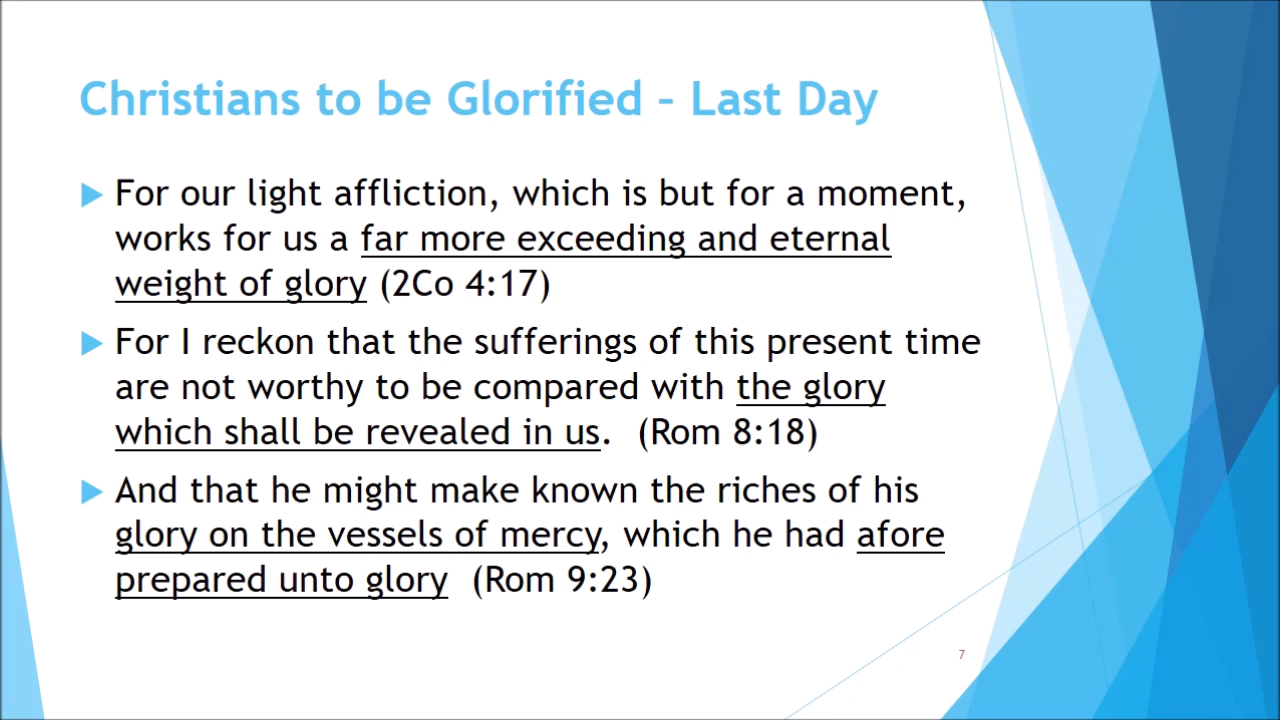 Christians to be Glorified – Last Day
For our light affliction, which is but for a moment,
works for us a far more exceeding and eternal
weight of glory (2Co 4:17)
For I reckon that the sufferings of this present time
are not worthy to be compared with the glory
which shall be revealed in us.  (Rom 8:18)
And that he might make known the riches of his
glory on the vessels of mercy, which he had afore
prepared unto glory  (Rom 9:23)
7